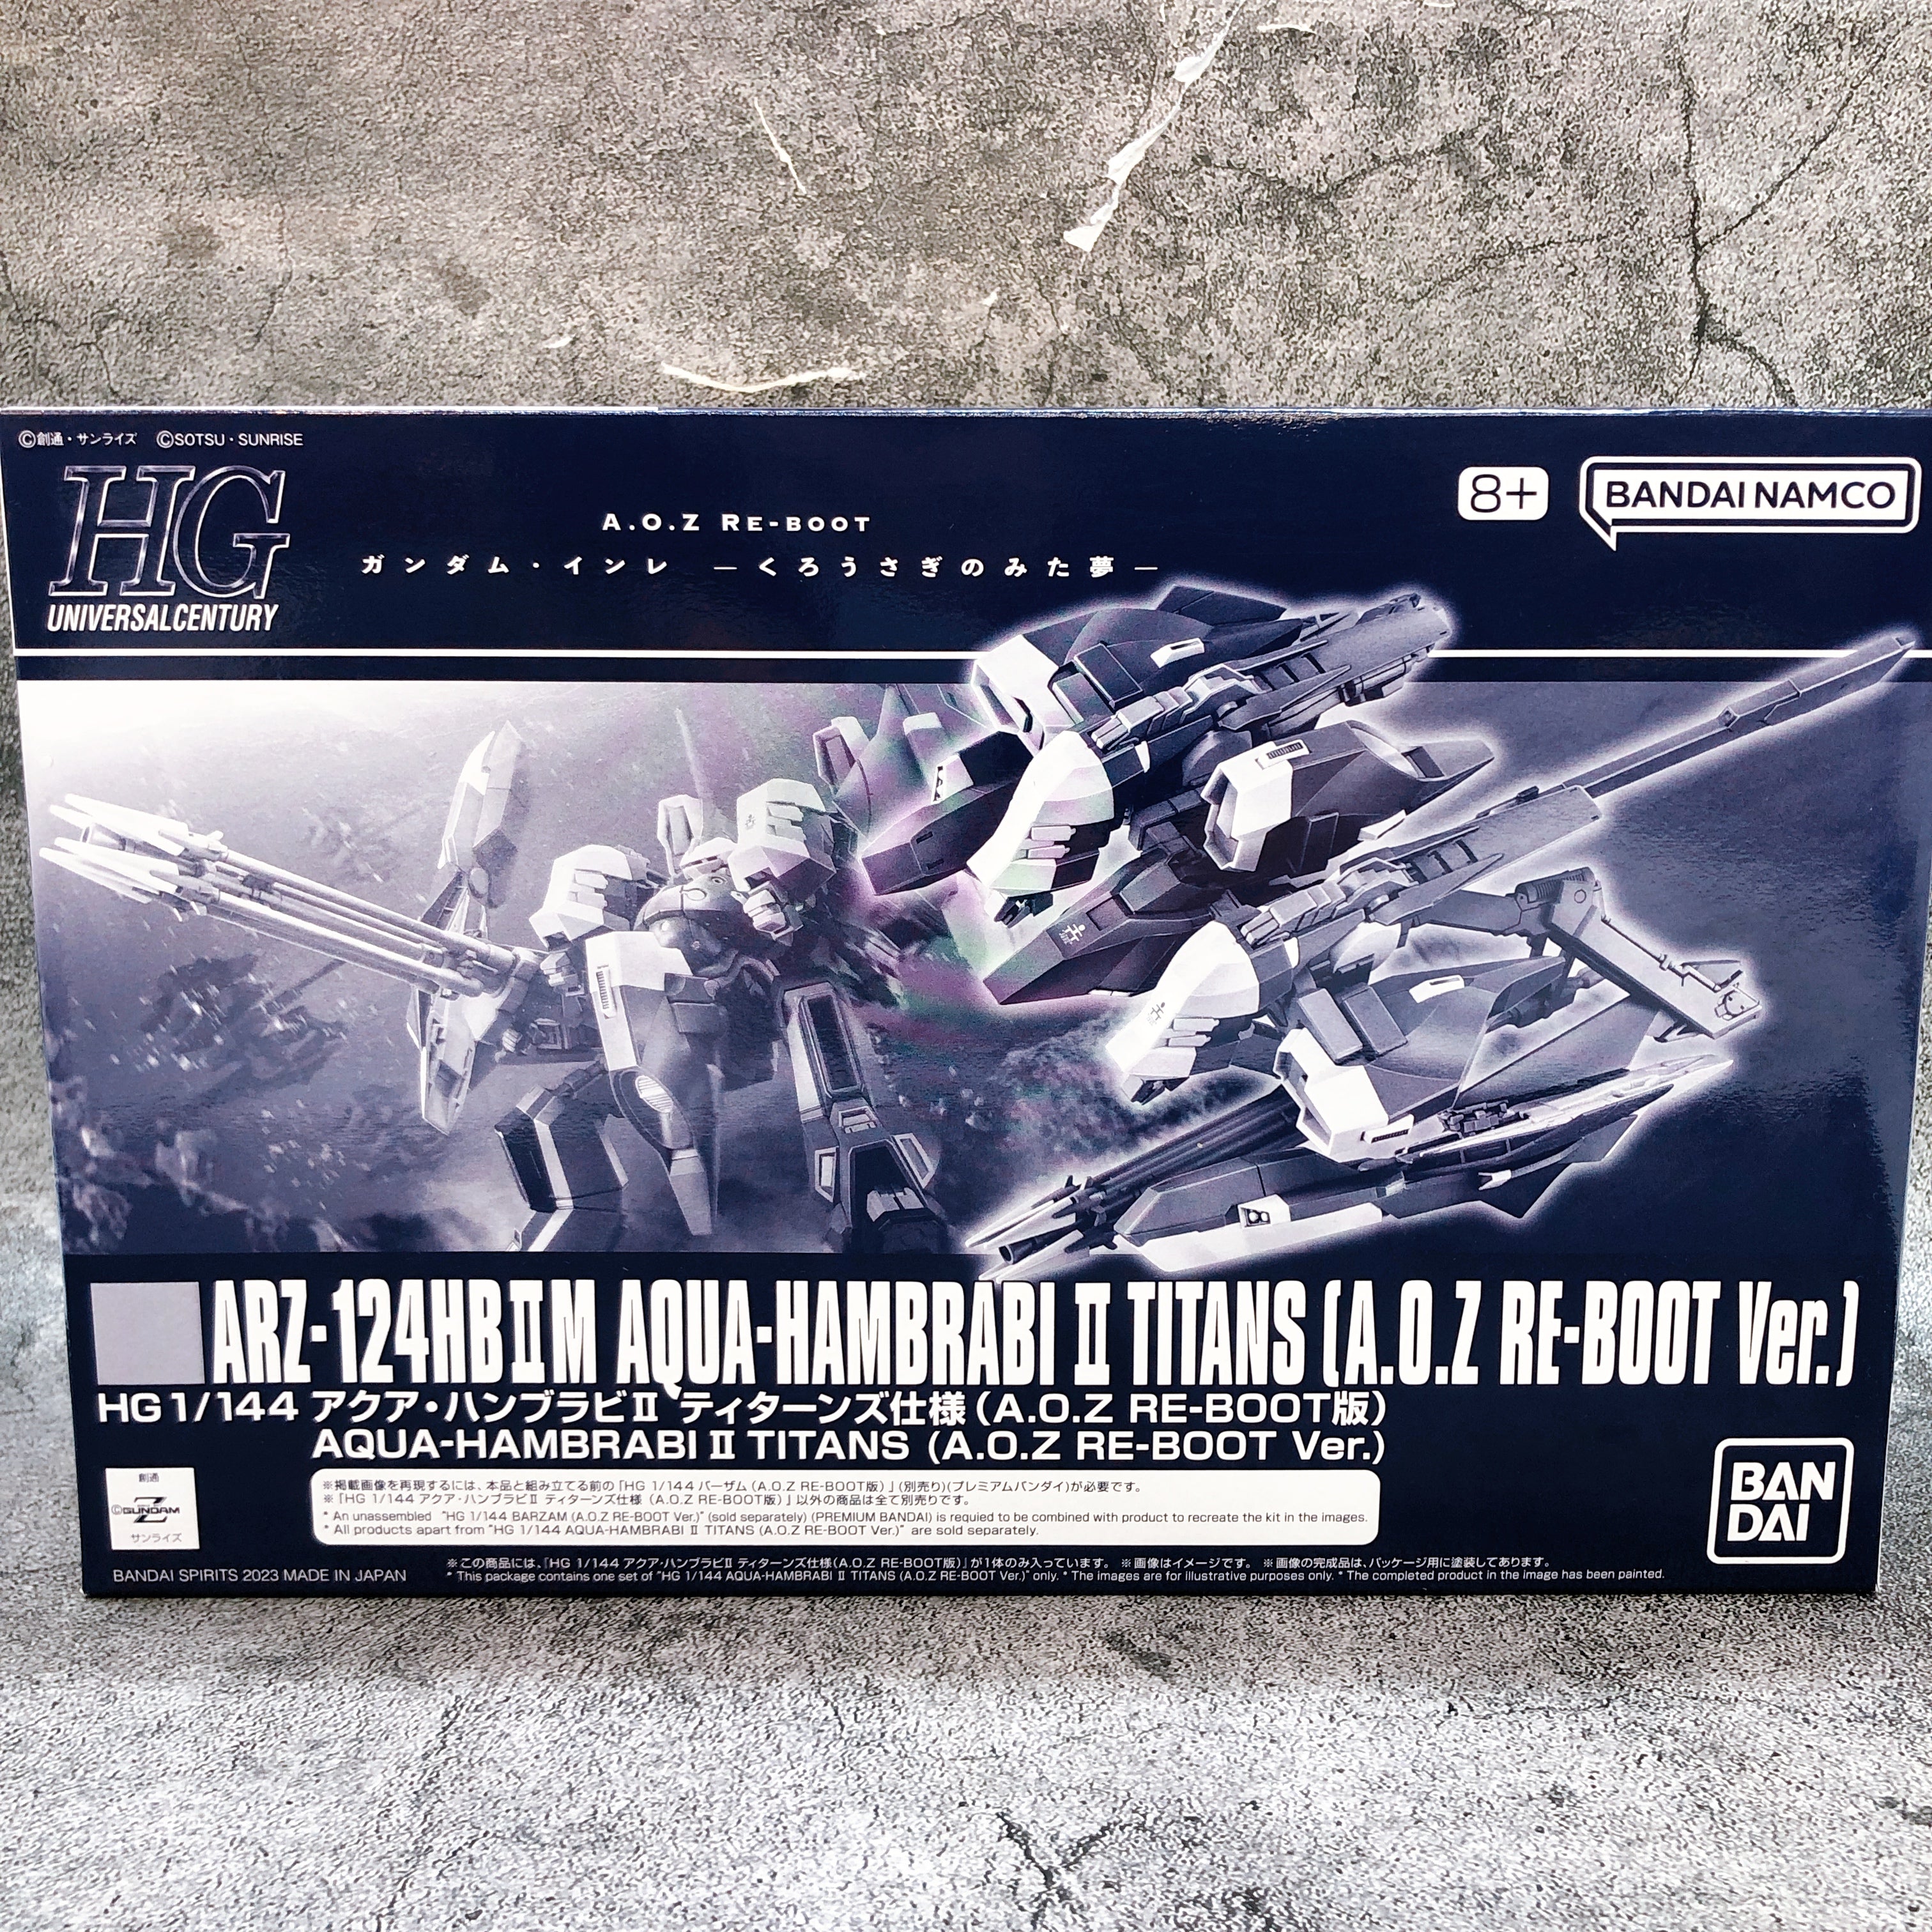 ©創通・サンライズ ©SOTSU・SUNRISE
HG
UNIVERSAL CENTURY
A.O.Z RE-BOOT
ガンダム・インレ ―くろうさぎのみた夢―
8+
BANDAI NAMCO
ARZ-124HBⅡM AQUA-HAMBRABI Ⅱ TITANS (A.O.Z RE-BOOT Ver.)
HG 1/144 アクア・ハンブラビⅡ ティターンズ仕様(A.O.Z RE-BOOT版)
AQUA-HAMBRABI Ⅱ TITANS (A.O.Z RE-BOOT Ver.)
創通
©GUNDAM Z
サンライズ
※掲載画像を再現するには、本品と組み立てる前の「HG 1/144 バーザム(A.O.Z RE-BOOT版)」(別売り)(プレミアムバンダイ)が必要です。
※「HG 1/144 アクア・ハンブラビⅡ ティターンズ仕様(A.O.Z RE-BOOT版)」以外の商品は全て別売りです。
* An unassembled "HG 1/144 BARZAM (A.O.Z RE-BOOT Ver.)" (sold separately) (PREMIUM BANDAI) is requied to be combined with product to recreate the kit in the images.
* All products apart from "HG 1/144 AQUA-HAMBRABI Ⅱ TITANS (A.O.Z RE-BOOT Ver.)" are sold separately.
BANDAI
BANDAI SPIRITS 2023 MADE IN JAPAN
※この商品には、「HG 1/144 アクア・ハンブラビⅡ ティターンズ仕様(A.O.Z RE-BOOT版)」が1体のみ入っています。 ※画像はイメージです。 ※画像の完成品は、パッケージ用に塗装してあります。
* This package contains one set of "HG 1/144 AQUA-HAMBRABI Ⅱ TITANS (A.O.Z RE-BOOT Ver.)" only. * The images are for illustrative purposes only. * The completed product in the image has been painted.